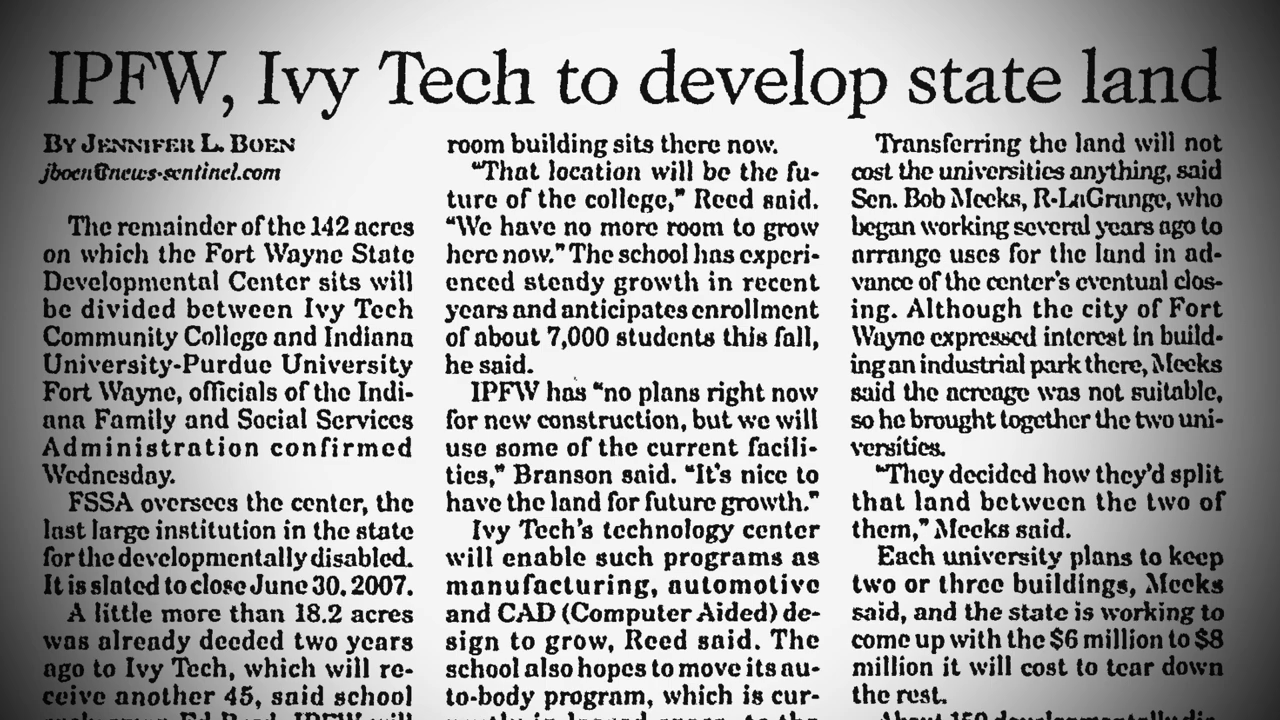 IPFW, Ivy Tech to develop state land
BY JENNIFER L. BOEN
jboen@news-sentinel.com
The remainder of the 142 acres
on which the Fort Wayne State
Developmental Center sits will
be divided between Ivy Tech
Community College and Indiana
University-Purdue University
Fort Wayne, officials of the Indi-
ana Family and Social Services
Administration confirmed
Wednesday.
FSSA oversees the center, the
last large institution in the state
for the developmentally disabled.
It is slated to close June 30, 2007.
A little more than 18.2 acres
was already deeded two years
ago to Ivy Tech, which will re-
ceive another 45, said school
room building sits there now.
"That location will be the fu-
ture of the college," Reed said.
"We have no more room to grow
here now." The school has experi-
enced steady growth in recent
years and anticipates enrollment
of about 7,000 students this fall,
he said.
IPFW has "no plans right now
for new construction, but we will
use some of the current facili-
ties," Branson said. "It's nice to
have the land for future growth."
Ivy Tech's technology center
will enable such programs as
manufacturing, automotive
and CAD (Computer Aided) de-
sign to grow, Reed said. The
school also hopes to move its au-
to-body program, which is cur-
Transferring the land will not
cost the universities anything, said
Sen. Bob Meeks, R-LaGrange, who
began working several years ago to
arrange uses for the land in ad-
vance of the center's eventual clos-
ing. Although the city of Fort
Wayne expressed interest in build-
ing an industrial park there, Meeks
said the acreage was not suitable,
so he brought together the two uni-
versities.
"They decided how they'd split
that land between the two of
them," Meeks said.
Each university plans to keep
two or three buildings, Meeks
said, and the state is working to
come up with the $6 million to $8
million it will cost to tear down
the rest.